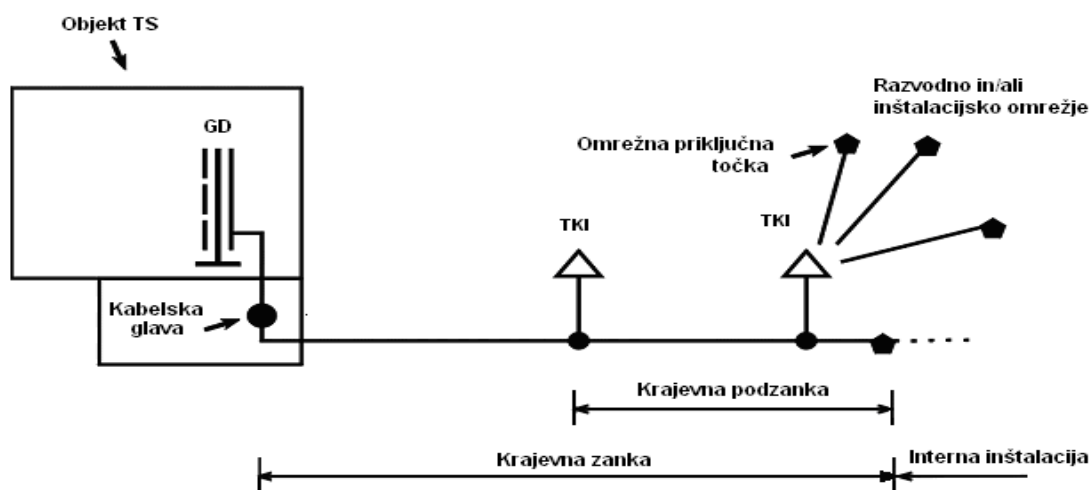 Objekt TS
GD
Kabelska
glava
TKI
TKI
Omrežna priključna
točka
Razvodno in/ali
inštalacijsko omrežje
Krajevna podzanka
Krajevna zanka
Interna inštalacija